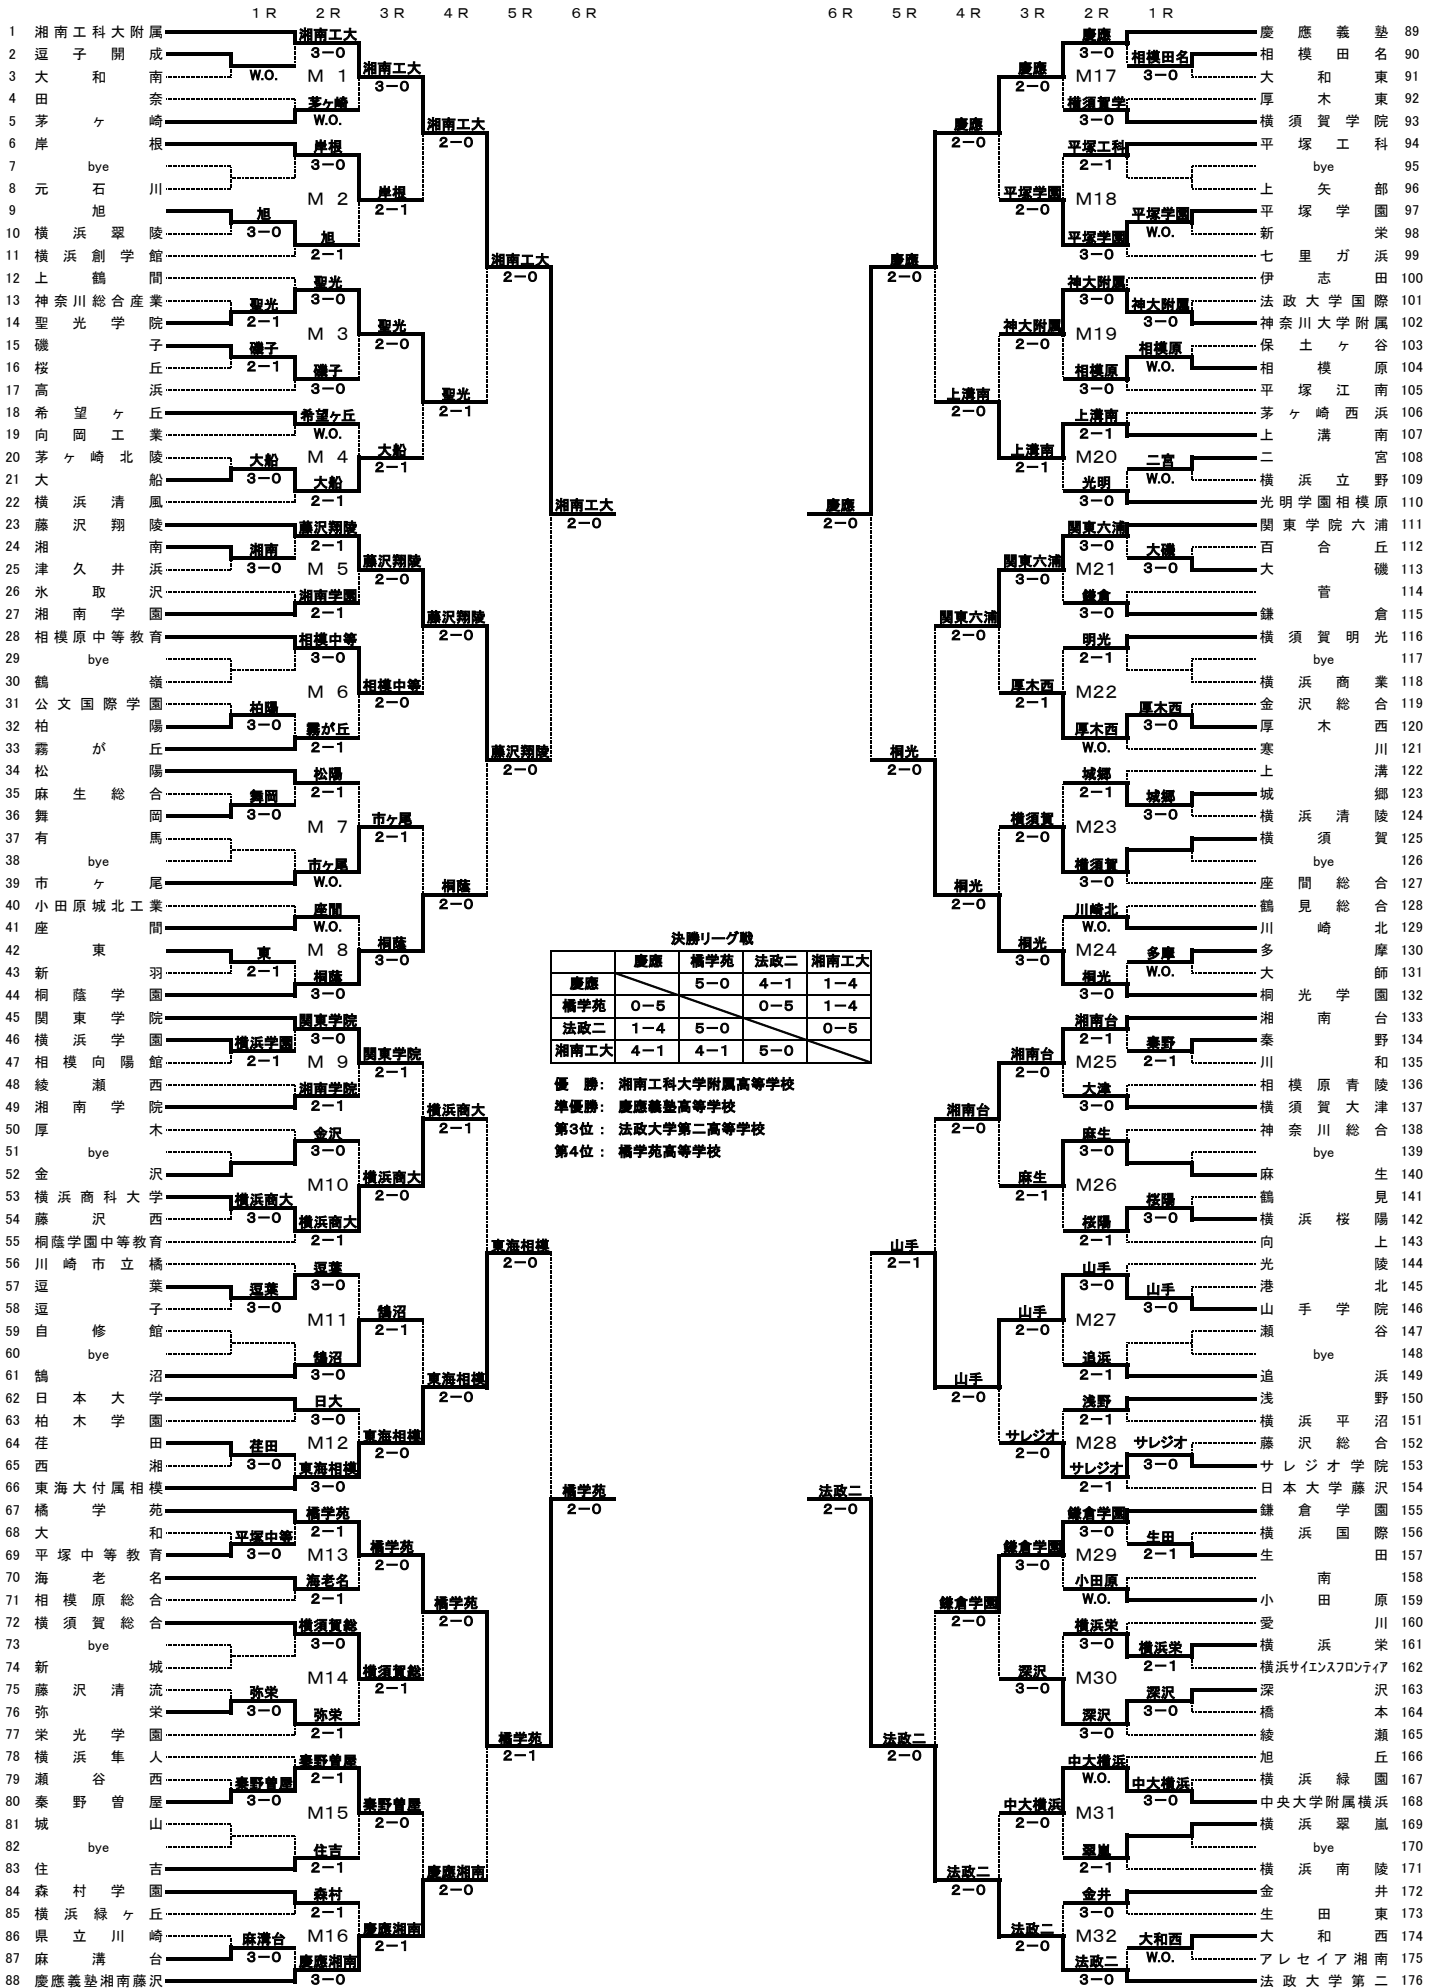 1R 2R 3R 4R 5R 6R 6R 5R 4R 3R 2R 1R
1 湘南工科大附属
2 逗子開成
3 大和南
4 田奈
5 茅ヶ崎
6 岸根
7 bye
8 元石川
9 旭
10 横浜翠陵
11 横浜創学館
12 上鶴間
13 神奈川総合産業
14 聖光学院
15 磯子
16 桜丘
17 高浜
18 希望ヶ丘
19 向岡工業
20 茅ヶ崎北陵
21 大船
22 横浜清風
23 藤沢翔陵
24 湘南
25 津久井浜
26 氷取沢
27 湘南学園
28 相模原中等教育
29 bye
30 鶴嶺
31 公文国際学園
32 柏陽
33 霧が丘
34 松陽
35 麻生総合
36 舞岡
37 有馬
38 bye
39 市ヶ尾
40 小田原城北工業
41 座間
42 東
43 新羽
44 桐蔭学園
45 関東学院
46 横浜学園
47 相模向陽館
48 綾瀬西
49 湘南学院
50 厚木
51 bye
52 金沢
53 横浜商科大学
54 藤沢西
55 桐蔭学園中等教育
56 川崎市立橘
57 逗葉
58 逗子
59 自修館
60 bye
61 鵠沼
62 日本大学
63 柏木学園
64 荏田
65 西湘
66 東海大付属相模
67 橘学苑
68 大和
69 平塚中等教育
70 海老名
71 相模原総合
72 横須賀総合
73 bye
74 新城
75 藤沢清流
76 弥栄
77 栄光学園
78 横浜隼人
79 瀬谷西
80 秦野曽屋
81 城山
82 bye
83 住吉
84 森村学園
85 横浜緑ヶ丘
86 県立川崎
87 麻溝台
88 慶應義塾湘南藤沢
W.O.
旭
3-0
聖光
2-1
磯子
2-1
大船
3-0
湘南
3-0
柏陽
3-0
舞岡
3-0
東
2-1
横浜学園
2-1
横浜商大
3-0
逗葉
3-0
荏田
3-0
平塚中等
3-0
弥栄
3-0
秦野曽屋
3-0
麻溝台
3-0
湘南工大
3-0
M 1
茅ヶ崎
W.O.
岸根
3-0
M 2
旭
2-1
聖光
3-0
M 3
磯子
3-0
希望ヶ丘
W.O.
M 4
大船
2-1
藤沢翔陵
2-1
M 5
湘南学園
2-1
相模中等
3-0
M 6
霧が丘
2-1
松陽
2-1
M 7
市ヶ尾
W.O.
座間
W.O.
M 8
桐蔭
3-0
関東学院
3-0
M 9
湘南学院
2-1
金沢
3-0
M10
横浜商大
2-1
逗葉
3-0
M11
鵠沼
3-0
日大
3-0
M12
東海相模
3-0
橘学苑
2-1
M13
海老名
2-1
横須賀総
3-0
M14
弥栄
2-1
秦野曽屋
2-1
M15
住吉
2-1
森村
2-1
M16
慶應湘南
3-0
湘南工大
3-0
岸根
2-1
聖光
2-0
大船
2-1
藤沢翔陵
2-0
相模中等
2-0
市ヶ尾
2-1
桐蔭
3-0
関東学院
2-1
横浜商大
2-0
鵠沼
2-1
東海相模
2-0
橘学苑
2-0
横須賀総
2-1
秦野曽屋
2-0
慶應湘南
2-1
湘南工大
2-0
聖光
2-1
藤沢翔陵
2-0
桐蔭
2-0
横浜商大
2-1
東海相模
2-0
橘学苑
2-0
慶應湘南
2-0
湘南工大
2-0
藤沢翔陵
2-0
東海相模
2-0
橘学苑
2-1
湘南工大
2-0
橘学苑
2-0
決勝リーグ戦
慶應 橘学苑 法政二 湘南工大
慶應 5-0 4-1 1-4
橘学苑 0-5 0-5 1-4
法政二 1-4 5-0 0-5
湘南工大 4-1 4-1 5-0
優 勝: 湘南工科大学附属高等学校
準優勝: 慶應義塾高等学校
第3位: 法政大学第二高等学校
第4位: 橘学苑高等学校
慶應
2-0
法政二
2-0
慶應
2-0
桐光
2-0
山手
2-1
法政二
2-0
慶應
2-0
上溝南
2-0
関東六浦
2-0
桐光
2-0
湘南台
2-0
山手
2-0
鎌倉学園
2-0
法政二
2-0
慶應
2-0
平塚学園
2-0
神大附属
2-0
上溝南
2-1
関東六浦
3-0
厚木西
2-1
横須賀
2-0
桐光
3-0
湘南台
2-0
麻生
2-1
山手
2-0
サレジオ
2-0
鎌倉学園
3-0
深沢
3-0
中大横浜
2-0
法政二
2-0
慶應
3-0
M17
横須賀学
3-0
平塚工科
2-1
M18
平塚学園
3-0
神大附属
3-0
M19
相模原
3-0
上溝南
2-1
M20
光明
3-0
関東六浦
3-0
M21
鎌倉
3-0
明光
2-1
M22
厚木西
W.O.
城郷
2-1
M23
横須賀
3-0
川崎北
W.O.
M24
桐光
3-0
湘南台
2-1
M25
大津
3-0
麻生
3-0
M26
桜陽
2-1
山手
3-0
M27
追浜
2-1
浅野
2-1
M28
サレジオ
2-1
鎌倉学園
3-0
M29
小田原
W.O.
横浜栄
3-0
M30
深沢
3-0
中大横浜
W.O.
M31
翠嵐
2-1
金井
3-0
M32
法政二
3-0
相模田名
3-0
平塚学園
W.O.
神大附属
3-0
相模原
W.O.
二宮
W.O.
大磯
3-0
厚木西
3-0
城郷
3-0
多摩
W.O.
秦野
2-1
桜陽
3-0
山手
3-0
サレジオ
3-0
生田
2-1
横浜栄
2-1
深沢
3-0
中大横浜
3-0
大和西
W.O.
慶應義塾 89
相模田名 90
大和東 91
厚木東 92
横須賀学院 93
平塚工科 94
bye 95
上矢部 96
平塚学園 97
新栄 98
七里ガ浜 99
伊志田 100
法政大学国際 101
神奈川大学附属 102
保土ヶ谷 103
相模原 104
平塚江南 105
茅ヶ崎西浜 106
上溝南 107
二宮 108
横浜立野 109
光明学園相模原 110
関東学院六浦 111
百合丘 112
大磯 113
菅 114
鎌倉 115
横須賀明光 116
bye 117
横浜商業 118
金沢総合 119
厚木西 120
寒川 121
上溝 122
城郷 123
横浜清陵 124
横須賀 125
bye 126
座間総合 127
鶴見総合 128
川崎北 129
多摩 130
大師 131
桐光学園 132
湘南台 133
秦野 134
川和 135
相模原青陵 136
横須賀大津 137
神奈川総合 138
bye 139
麻生 140
鶴見 141
横浜桜陽 142
向上 143
光陵 144
港北 145
山手学院 146
瀬谷 147
bye 148
追浜 149
浅野 150
横浜平沼 151
藤沢総合 152
サレジオ学院 153
日本大学藤沢 154
鎌倉学園 155
横浜国際 156
生田 157
南 158
小田原 159
愛川 160
横浜栄 161
横浜サイエンスフロンティア 162
深沢 163
橋本 164
綾瀬 165
旭丘 166
横浜緑園 167
中央大学附属横浜 168
横浜翠嵐 169
bye 170
横浜南陵 171
金井 172
生田東 173
大和西 174
アレセイア湘南 175
法政大学第二 176